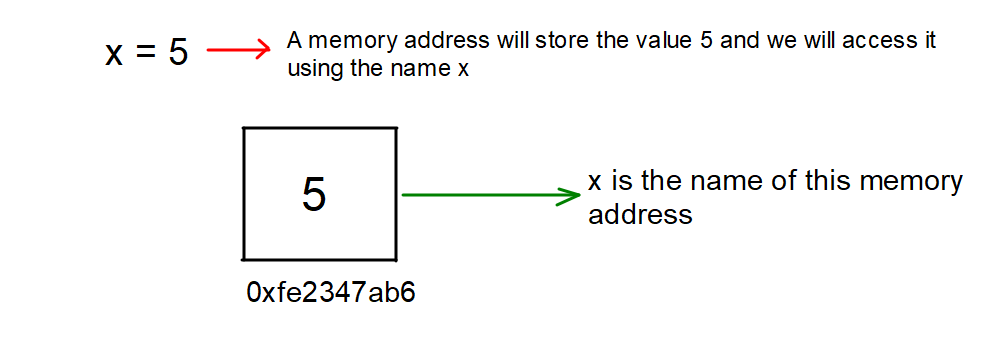 x = 5
A memory address will store the value 5 and we will access it
using the name x
5
x is the name of this memory
address
0xfe2347ab6